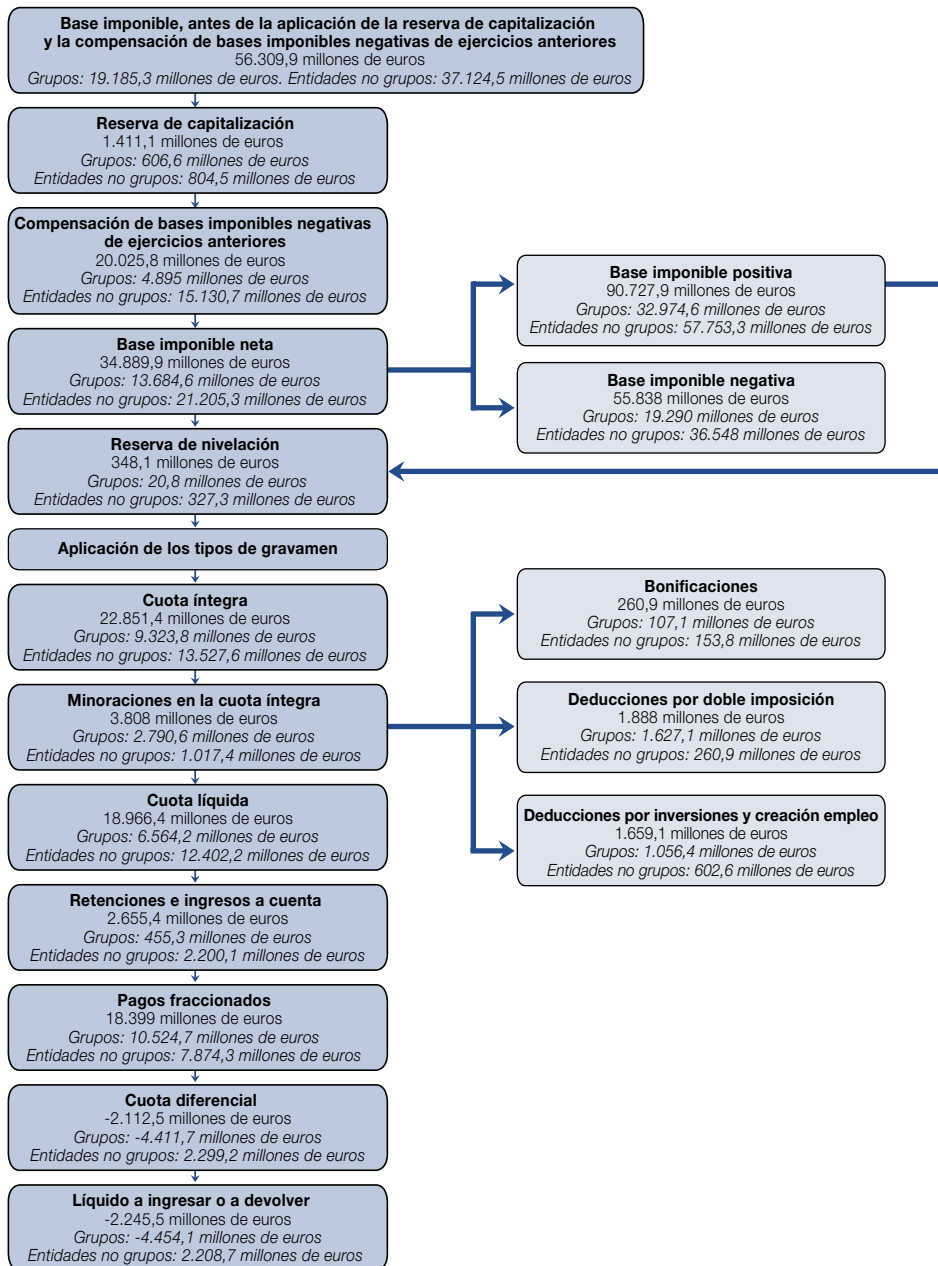 Base imponible, antes de la aplicación de la reserva de capitalización
y la compensación de bases imponibles negativas de ejercicios anteriores
56.309,9 millones de euros
Grupos: 19.185,3 millones de euros. Entidades no grupos: 37.124,5 millones de euros
Reserva de capitalización
1.411,1 millones de euros
Grupos: 606,6 millones de euros
Entidades no grupos: 804,5 millones de euros
Compensación de bases imponibles negativas
de ejercicios anteriores
20.025,8 millones de euros
Grupos: 4.895 millones de euros
Entidades no grupos: 15.130,7 millones de euros
Base imponible neta
34.889,9 millones de euros
Grupos: 13.684,6 millones de euros
Entidades no grupos: 21.205,3 millones de euros
Base imponible positiva
90.727,9 millones de euros
Grupos: 32.974,6 millones de euros
Entidades no grupos: 57.753,3 millones de euros
Base imponible negativa
55.838 millones de euros
Grupos: 19.290 millones de euros
Entidades no grupos: 36.548 millones de euros
Reserva de nivelación
348,1 millones de euros
Grupos: 20,8 millones de euros
Entidades no grupos: 327,3 millones de euros
Aplicación de los tipos de gravamen
Cuota íntegra
22.851,4 millones de euros
Grupos: 9.323,8 millones de euros
Entidades no grupos: 13.527,6 millones de euros
Minoraciones en la cuota íntegra
3.808 millones de euros
Grupos: 2.790,6 millones de euros
Entidades no grupos: 1.017,4 millones de euros
Bonificaciones
260,9 millones de euros
Grupos: 107,1 millones de euros
Entidades no grupos: 153,8 millones de euros
Deducciones por doble imposición
1.888 millones de euros
Grupos: 1.627,1 millones de euros
Entidades no grupos: 260,9 millones de euros
Deducciones por inversiones y creación empleo
1.659,1 millones de euros
Grupos: 1.056,4 millones de euros
Entidades no grupos: 602,6 millones de euros
Cuota líquida
18.966,4 millones de euros
Grupos: 6.564,2 millones de euros
Entidades no grupos: 12.402,2 millones de euros
Retenciones e ingresos a cuenta
2.655,4 millones de euros
Grupos: 455,3 millones de euros
Entidades no grupos: 2.200,1 millones de euros
Pagos fraccionados
18.399 millones de euros
Grupos: 10.524,7 millones de euros
Entidades no grupos: 7.874,3 millones de euros
Cuota diferencial
-2.112,5 millones de euros
Grupos: -4.411,7 millones de euros
Entidades no grupos: 2.299,2 millones de euros
Líquido a ingresar o a devolver
-2.245,5 millones de euros
Grupos: -4.454,1 millones de euros
Entidades no grupos: 2.208,7 millones de euros